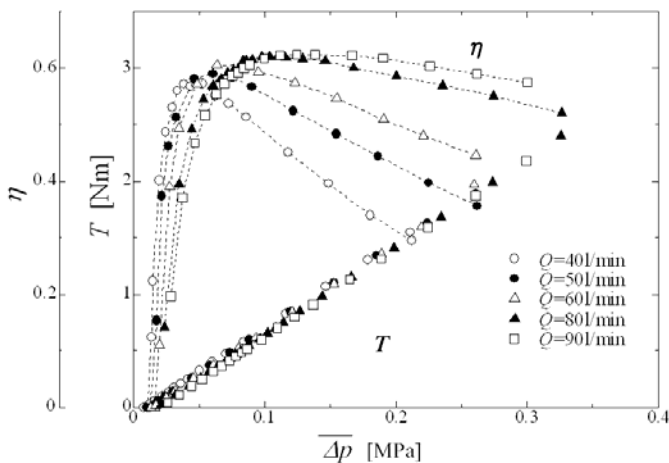 η
0
0.2
0.4
0.6
T [Nm]
0
1
2
3
η
T
Q=40l/min
Q=50l/min
Q=60l/min
Q=80l/min
Q=90l/min
0 0.1 0.2 0.3 0.4
Δp [MPa]